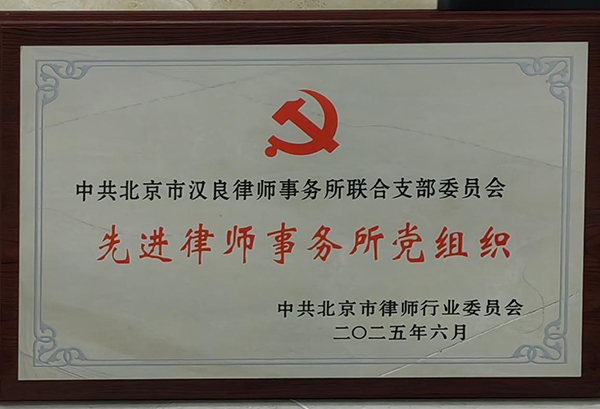 中共北京市汉良律师事务所联合支部委员会
先进律师事务所党组织
中共北京市律师行业委员会
二〇二五年六月